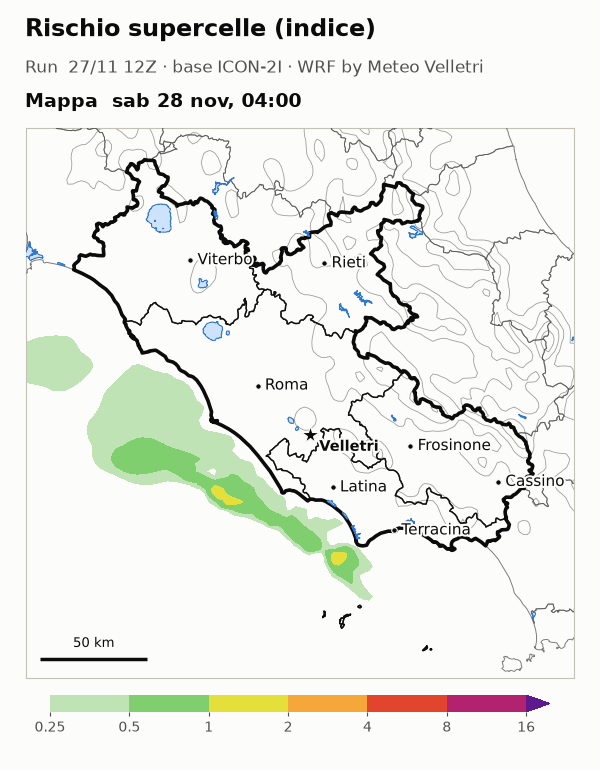 Rischio supercelle (indice)
Run 27/11 12Z · base ICON-2I · WRF by Meteo Velletri
Mappa sab 28 nov, 04:00
Viterbo
Rieti
Roma
Velletri
Frosinone
Cassino
Latina
Terracina
50 km
0.25 0.5 1 2 4 8 16